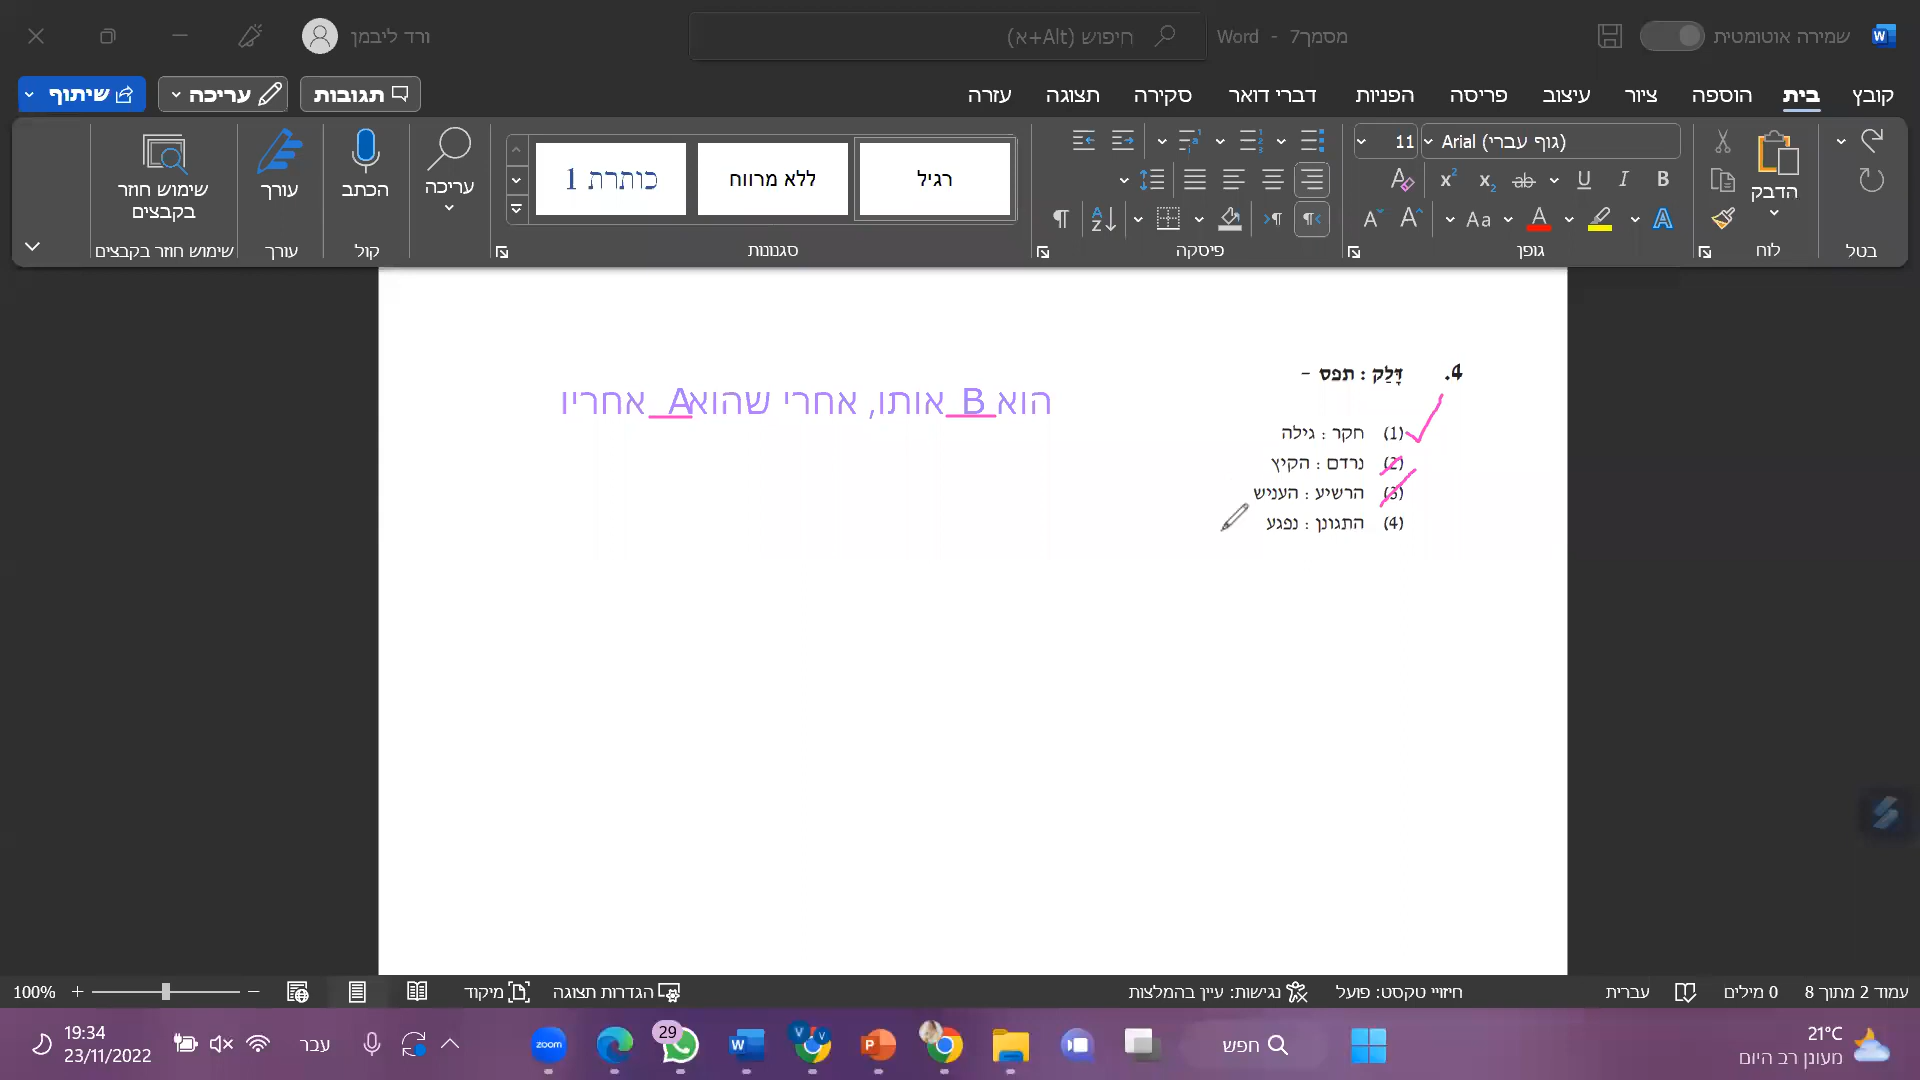 ורד ליבמן
חיפוש (Alt+א)
מסמך7 - Word
שמירה אוטומטית
קובץ
בית
הוספה
ציור
עיצוב
פריסה
הפניות
דברי דואר
סקירה
תצוגה
עזרה
תגובות
עריכה
שיתוף
הדבק
Arial (גוף עברי)
11
רגיל
ללא מרווח
כותרת 1
עריכה
הכתב
עורך
שימוש חוזר
בקבצים
בטל
לוח
גופן
פיסקה
סגנונות
קול
עורך
שימוש חוזר בקבצים
4. דָּלַק : תפס -
הוא B אותו, אחרי שהוא A אחריו
(1) חקר : גילה
(2) נרדם : הקיץ
(3) הרשיע : העניש
(4) התגונן : נפגע
עמוד 2 מתוך 8
0 מילים
עברית
חיזויי טקסט: פועל
נגישות: עיין בהמלצות
הגדרות תצוגה
מיקוד
100%
19:34
23/11/2022
עבר
zoom
29
חפש
21°C
מעונן רב היום